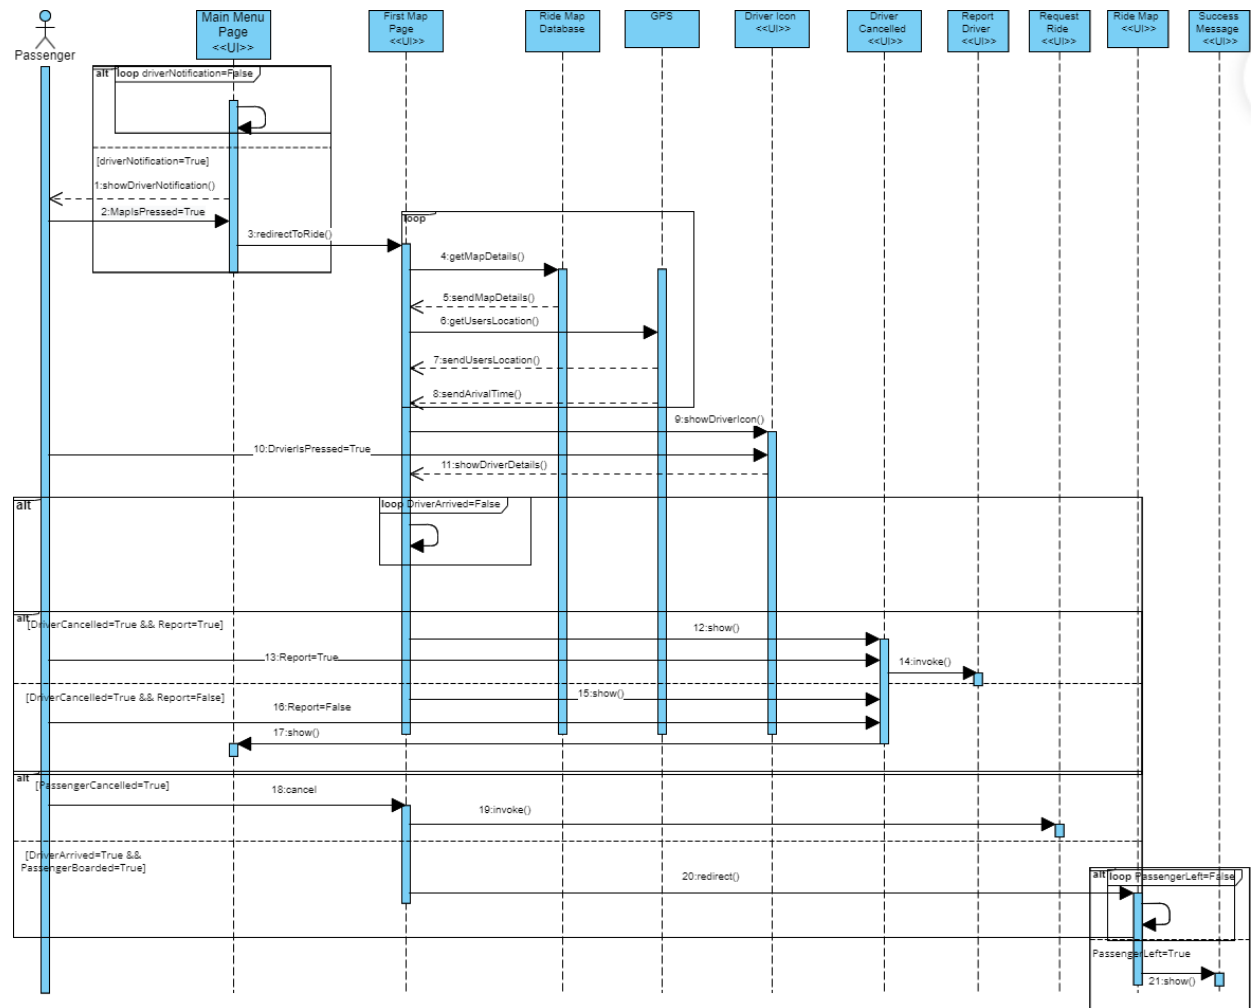 Passenger
Main Menu
Page
<<UI>>
First Map
Page
<<UI>>
Ride Map
Database
GPS
Driver Icon
<<UI>>
Driver
Cancelled
<<UI>>
Report
Driver
<<UI>>
Request
Ride
<<UI>>
Ride Map
<<UI>>
Success
Message
<<UI>>
alt
loop driverNotification=False
[driverNotification=True]
1:showDriverNotification()
2:MapIsPressed=True
3:redirectToRide()
loop
4:getMapDetails()
5:sendMapDetails()
6:getUsersLocation()
7:sendUsersLocation()
8:sendArivalTime()
9:showDriverIcon()
10:DrvierIsPressed=True
11:showDriverDetails()
alt
loop DriverArrived=False
alt
[DriverCancelled=True && Report=True]
12:show()
13:Report=True
14:invoke()
[DriverCancelled=True && Report=False]
15:show()
16:Report=False
17:show()
alt
[PassengerCancelled=True]
18:cancel
19:invoke()
[DriverArrived=True &&
PassengerBoarded=True]
20:redirect()
alt
loop PassengerLeft=False
PassengerLeft=True
21:show()